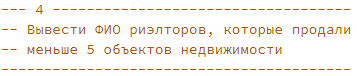 --- 4 -----------------------------------
-- Вывести ФИО риэлторов, которые продали
-- меньше 5 объектов недвижимости
-----------------------------------------